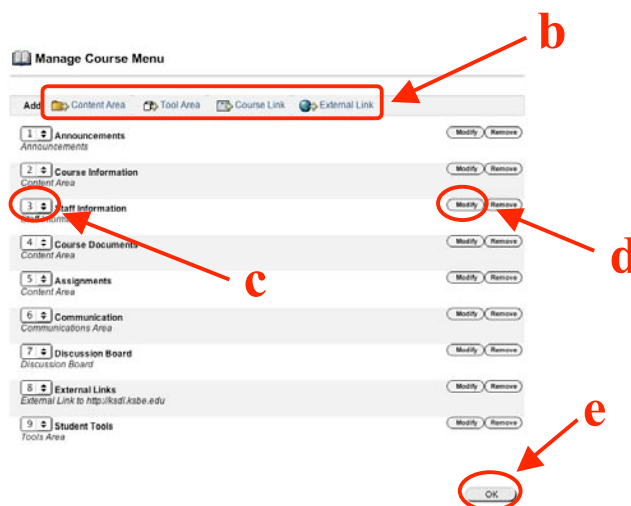 b
Manage Course Menu
Add Content Area Tool Area Course Link External Link
1 Announcements Modify Remove
Announcements
2 Course Information Modify Remove
Content Area
3 Staff Information Modify Remove
4 Course Documents Modify Remove
Content Area
d
c
5 Assignments Modify Remove
Content Area
6 Communication Modify Remove
Communications Area
7 Discussion Board Modify Remove
Discussion Board
8 External Links Modify Remove
External Link to http://ksdl.ksbe.edu
9 Student Tools Modify Remove
Tools Area
e
OK